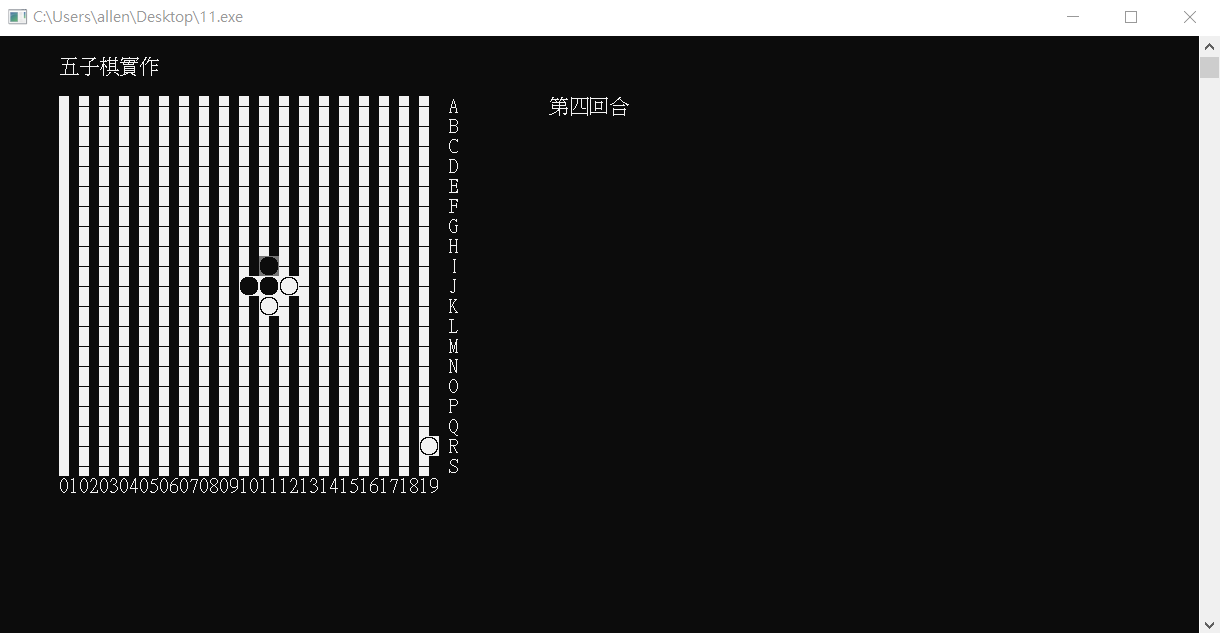 C:\Users\allen\Desktop\11.exe
五子棋實作
第四回合
A
B
C
D
E
F
G
H
I
J
K
L
M
N
O
P
Q
R
S
01020304050607080910111213141516171819